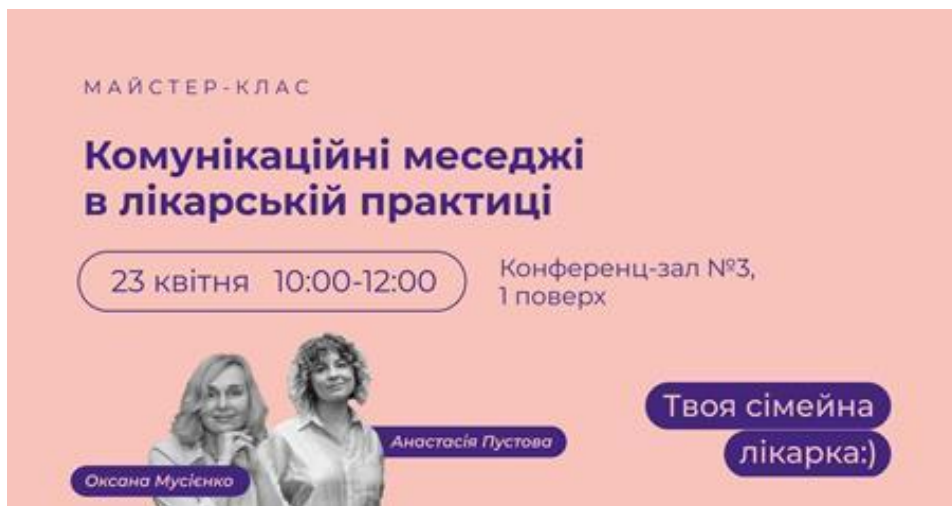 МАЙСТЕР-КЛАС
Комунікаційні меседжі
в лікарській практиці
23 квітня 10:00-12:00
Конференц-зал №3,
1 поверх
Анастасія Пустова
Оксана Мусієнко
Твоя сімейна
лікарка:)